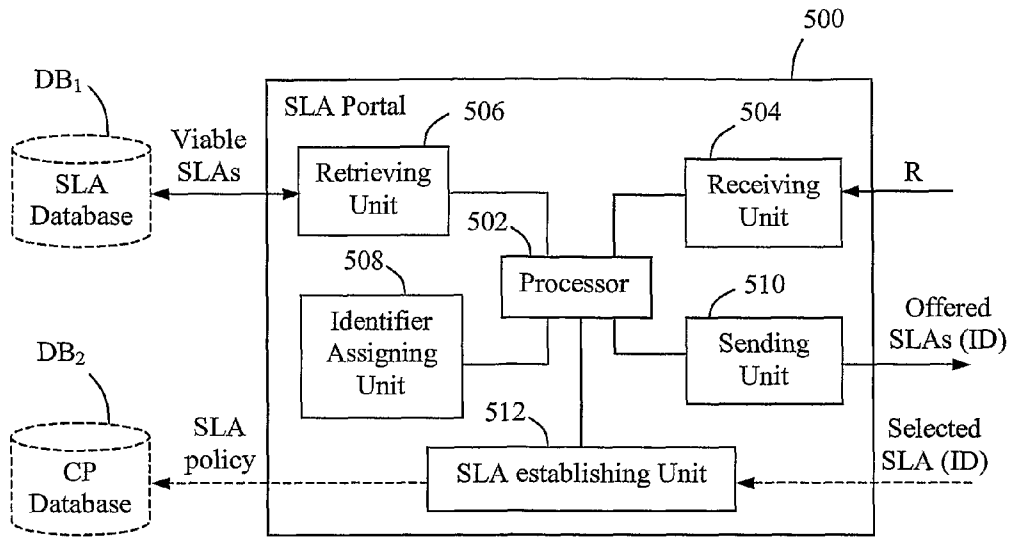 500
DB1
SLA Portal
506
504
Viable
SLAs
SLA
Database
Retrieving
Unit
Receiving
Unit
R
502
508
Processor
510
Identifier
Assigning
Unit
Sending
Unit
Offered
SLAs (ID)
DB2
512
SLA
policy
CP
Database
SLA establishing Unit
Selected
SLA (ID)